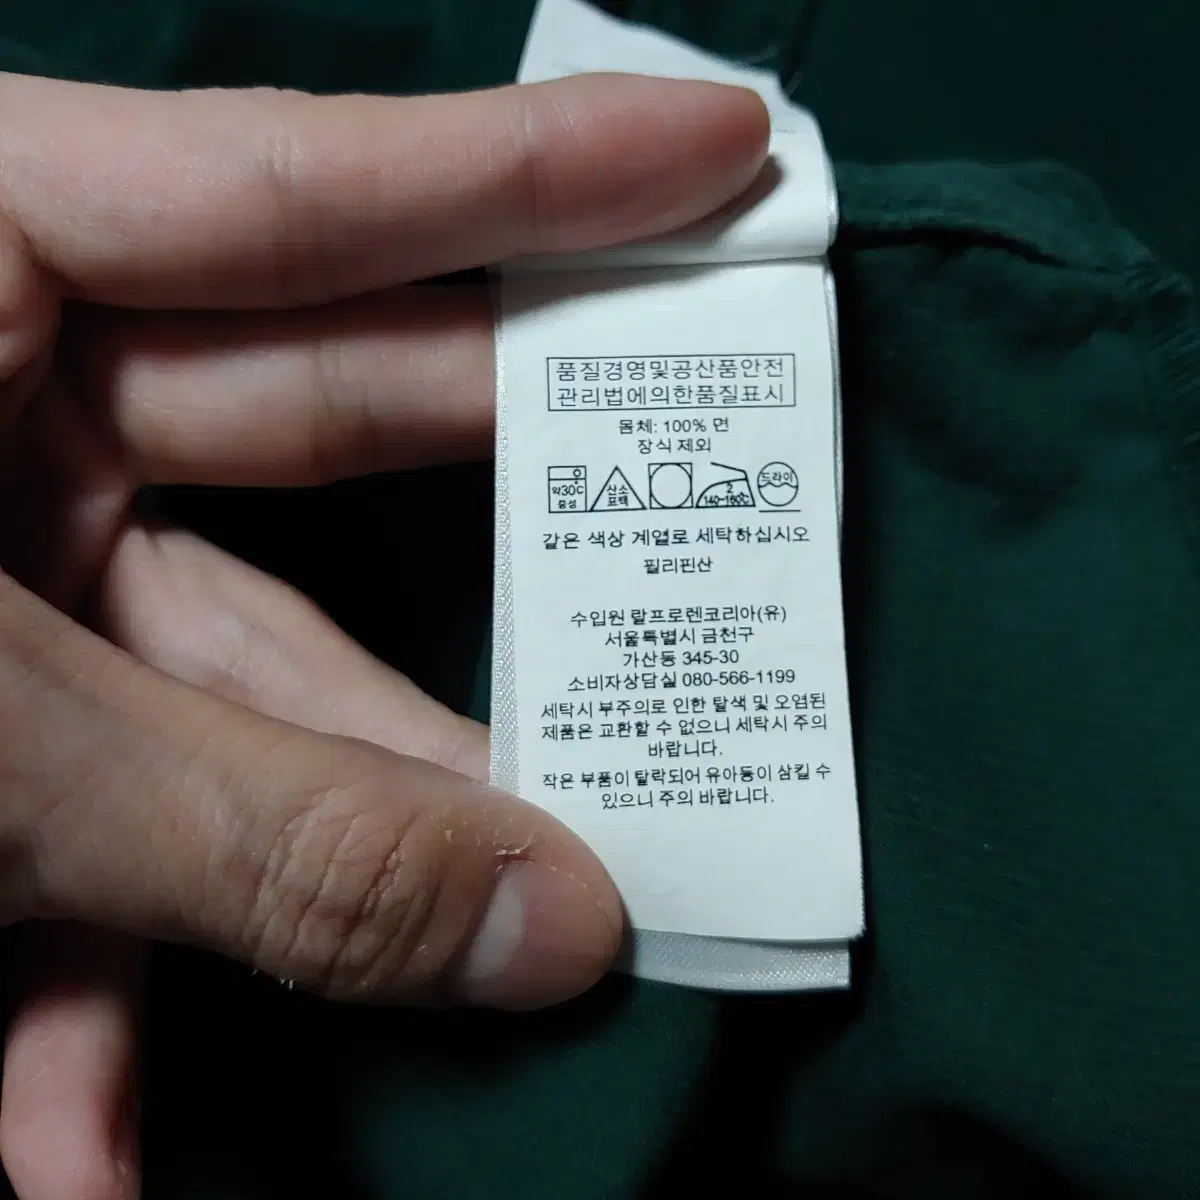 품질경영및공산품안전
관리법에의한품질표시
몸체: 100% 면
장식 제외
약30℃
중성
산소
표백
2
140~160℃
드라이
같은 색상 계열로 세탁하십시오
필리핀산
수입원 랄프로렌코리아(유)
서울특별시 금천구
가산동 345-30
소비자상담실 080-566-1199
세탁시 부주의로 인한 탈색 및 오염된
제품은 교환할 수 없으니 세탁시 주의
바랍니다.
작은 부품이 탈락되어 유아동이 삼킬 수
있으니 주의 바랍니다.